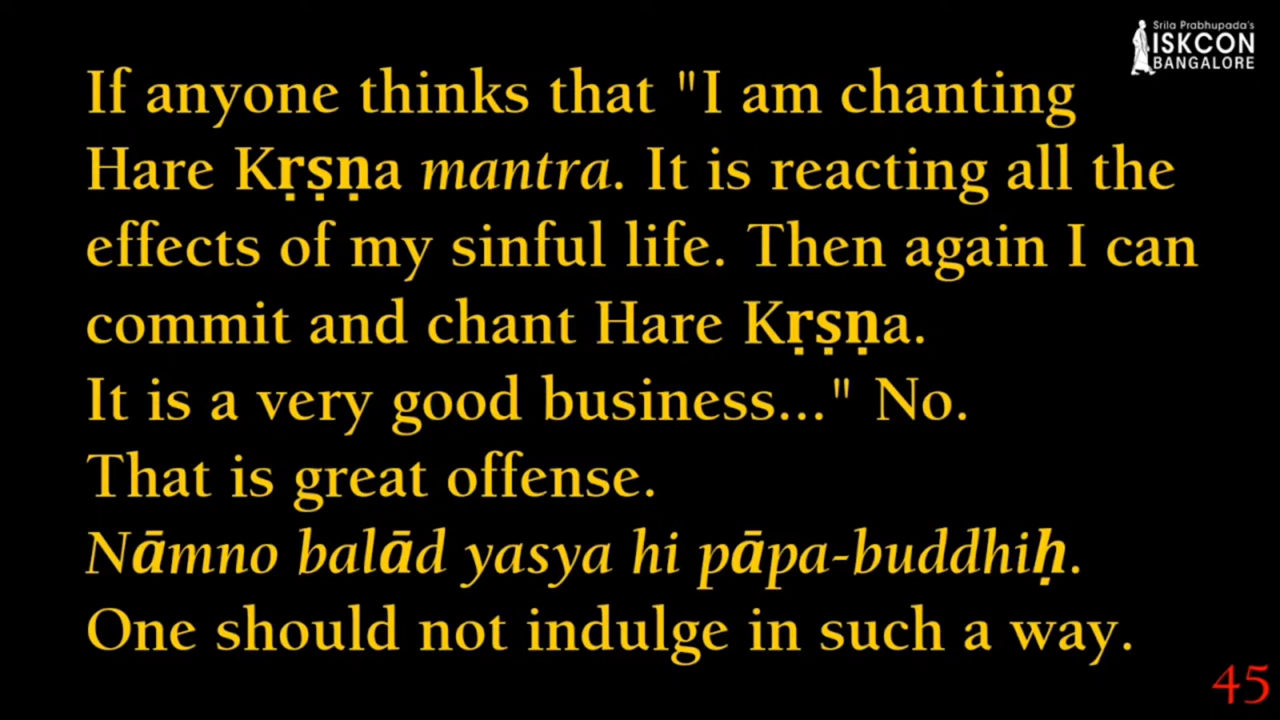 Srila Prabhupada's
ISKCON
BANGALORE
If anyone thinks that "I am chanting
Hare Kṛṣṇa mantra. It is reacting all the
effects of my sinful life. Then again I can
commit and chant Hare Kṛṣṇa.
It is a very good business..." No.
That is great offense.
Nāmno balād yasya hi pāpa-buddhiḥ.
One should not indulge in such a way.
45